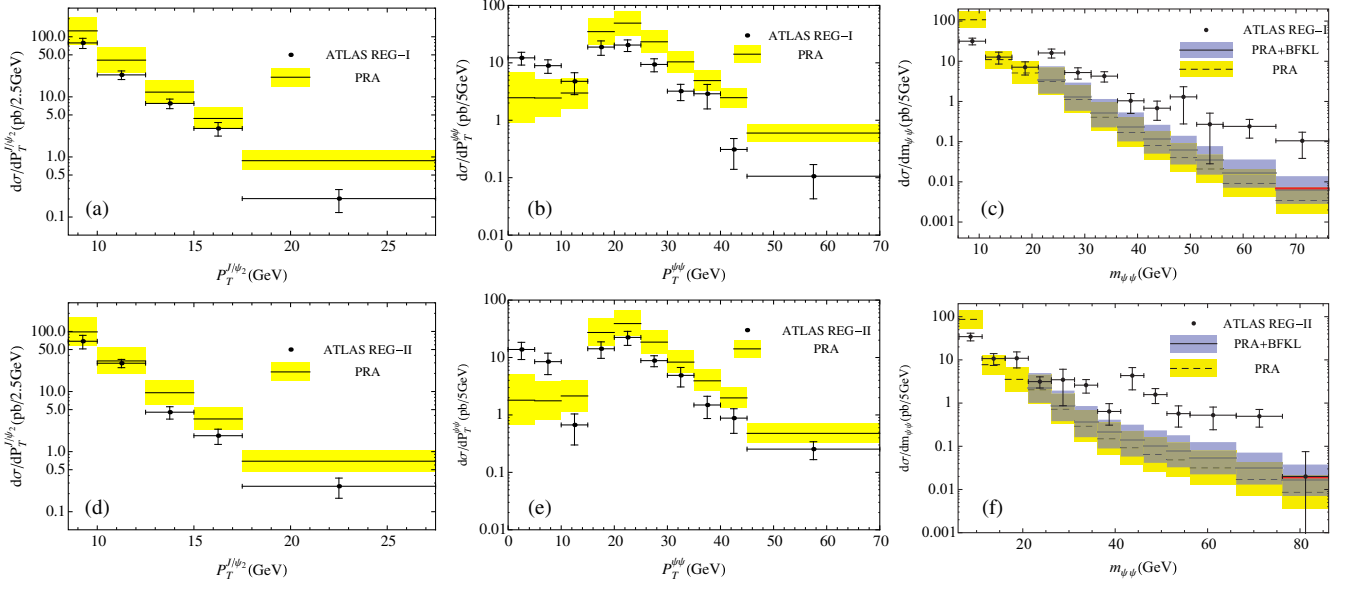 dσ/dP_T^{J/ψ_2}(pb/2.5GeV)
100.0
50.0
10.0
5.0
1.0
0.5
0.1
ATLAS REG-I
PRA
(a)
10 15 20 25
P_T^{J/ψ_2}(GeV)
dσ/dP_T^{ψψ}(pb/5GeV)
100
10
1
0.1
0.01
ATLAS REG-I
PRA
(b)
0 10 20 30 40 50 60 70
P_T^{ψψ}(GeV)
dσ/dm_{ψψ}(pb/5GeV)
100
10
1
0.1
0.01
0.001
ATLAS REG-I
PRA+BFKL
PRA
(c)
10 20 30 40 50 60 70
m_{ψψ}(GeV)
dσ/dP_T^{J/ψ_2}(pb/2.5GeV)
100.0
50.0
10.0
5.0
1.0
0.5
0.1
ATLAS REG-II
PRA
(d)
10 15 20 25
P_T^{J/ψ_2}(GeV)
dσ/dP_T^{ψψ}(pb/5GeV)
100
10
1
0.1
0.01
ATLAS REG-II
PRA
(e)
0 10 20 30 40 50 60 70
P_T^{ψψ}(GeV)
dσ/dm_{ψψ}(pb/5GeV)
100
10
1
0.1
0.01
0.001
ATLAS REG-II
PRA+BFKL
PRA
(f)
20 40 60 80
m_{ψψ}(GeV)